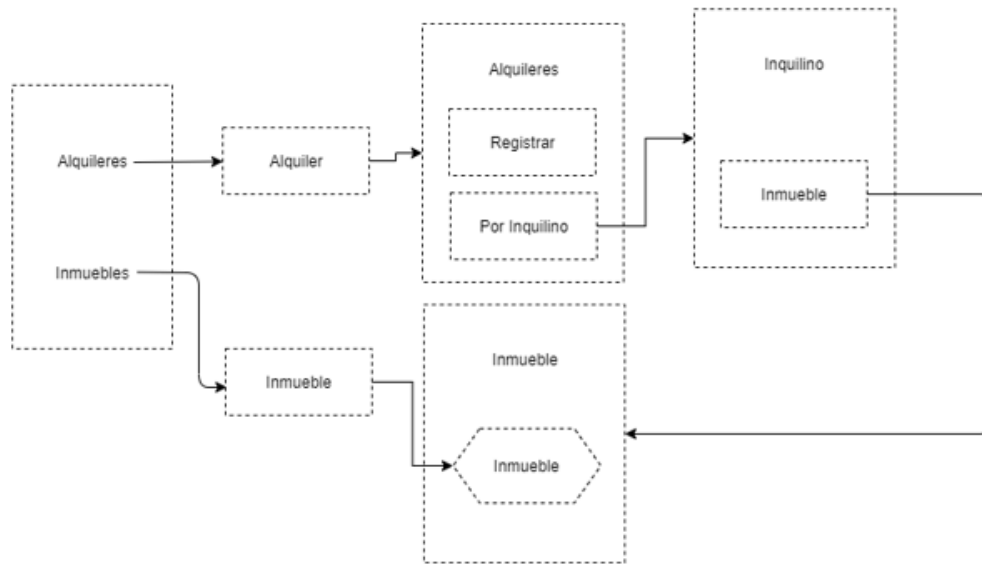 Alquileres
Inmuebles
Alquiler
Inmueble
Alquileres
Registrar
Por Inquilino
Inquilino
Inmueble
Inmueble
Inmueble